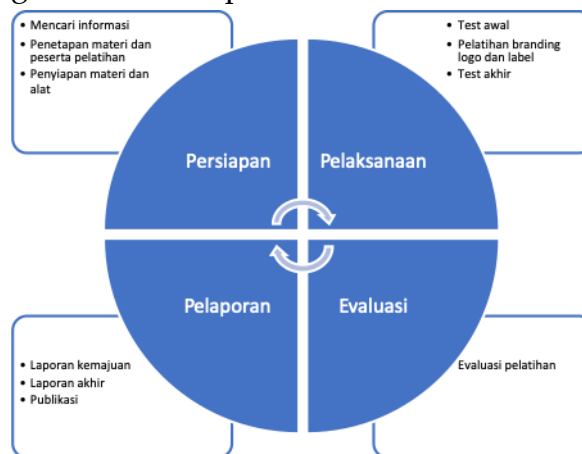 • Mencari informasi
• Penetapan materi dan
peserta pelatihan
• Penyiapan materi dan
alat
• Test awal
• Pelatihan branding
logo dan label
• Test akhir
Persiapan
Pelaksanaan
Pelaporan
Evaluasi
• Laporan kemajuan
• Laporan akhir
• Publikasi
Evaluasi pelatihan